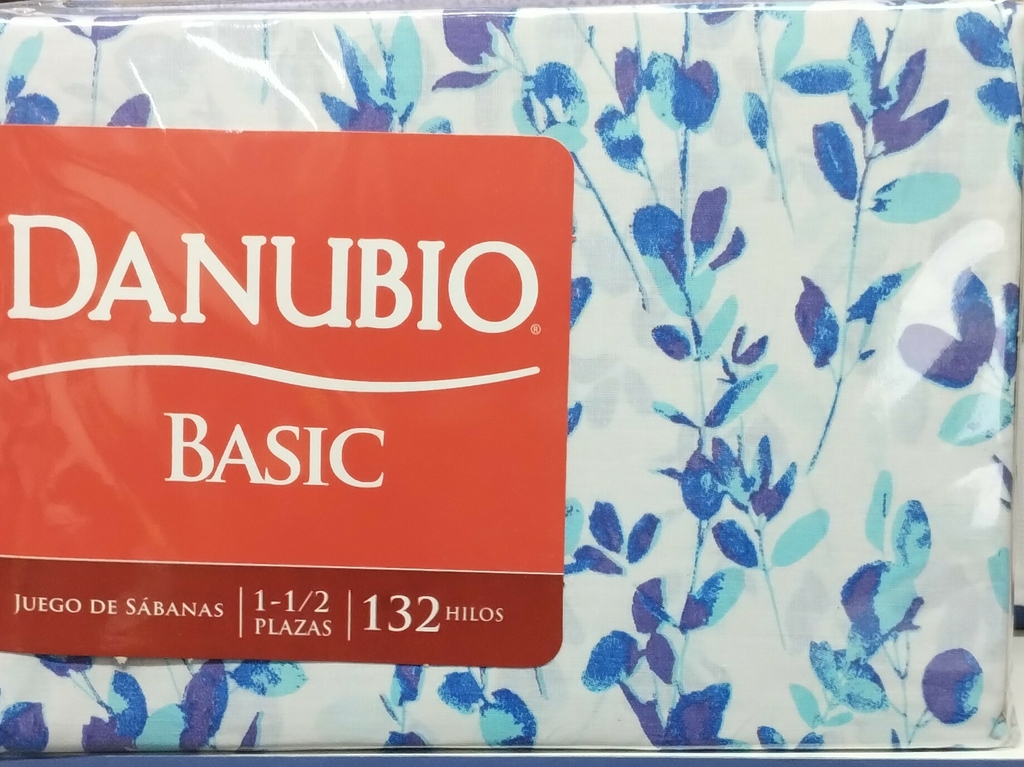 DANUBIO®
BASIC
JUEGO DE SÁBANAS
1-1/2
PLAZAS
132 HILOS